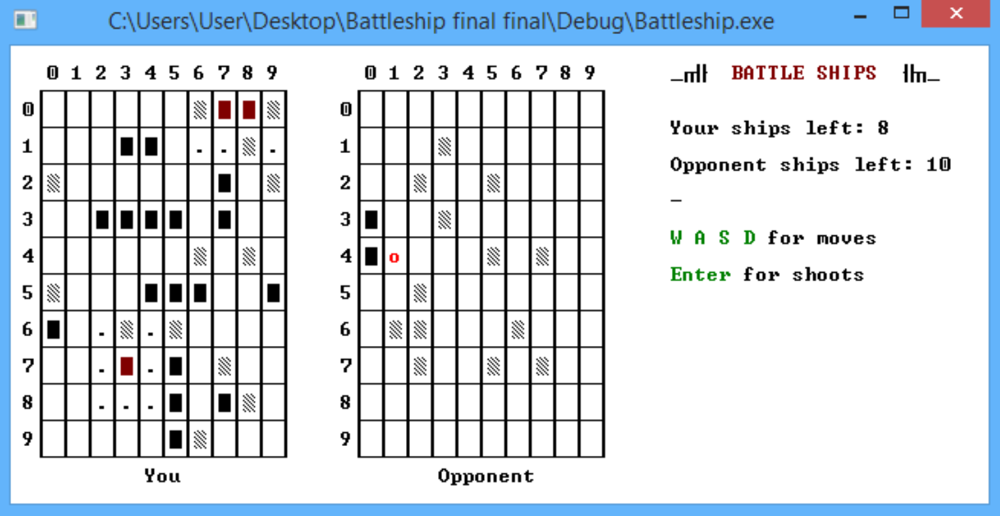 C:\Users\User\Desktop\Battleship final final\Debug\Battleship.exe
0 1 2 3 4 5 6 7 8 9
0 1 2 3 4 5 6 7 8 9
BATTLE SHIPS
0
0
Your ships left: 8
1
1
Opponent ships left: 10
2
2
_
3
3
W A S D for moves
4
o
4
Enter for shoots
5
5
6
6
7
7
8
8
9
9
You
Opponent